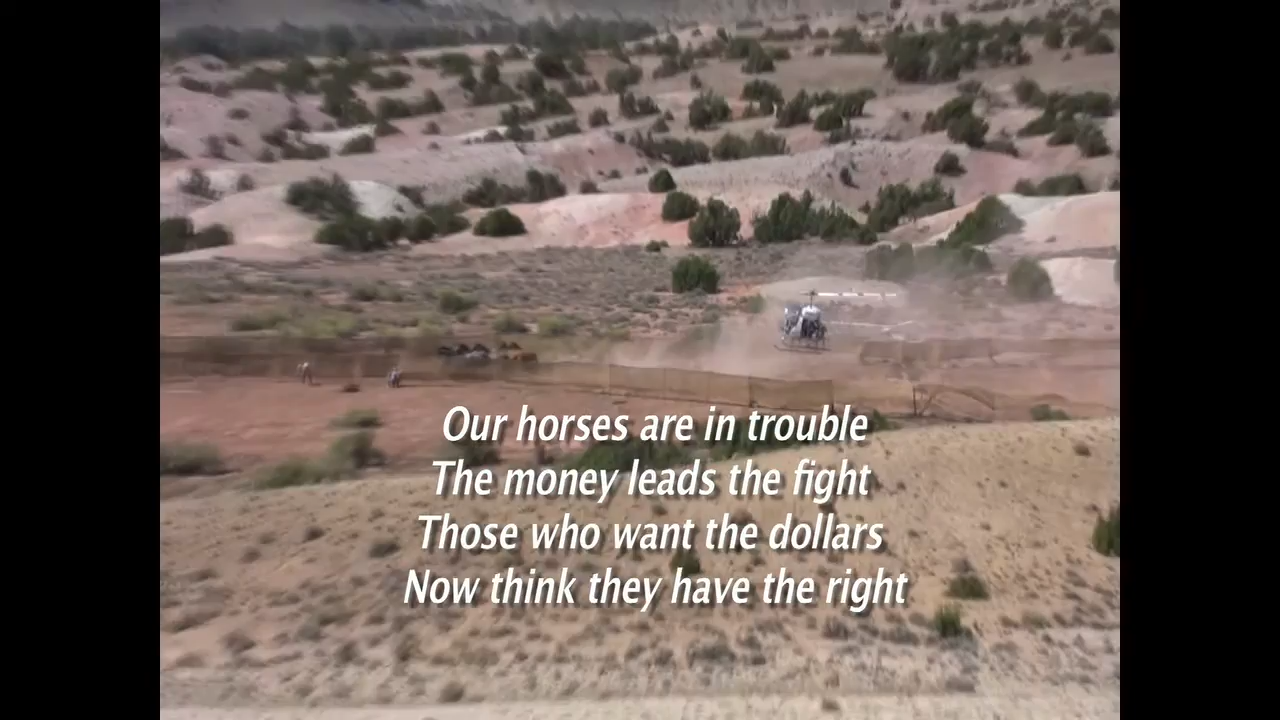 Our horses are in trouble
The money leads the fight
Those who want the dollars
Now think they have the right